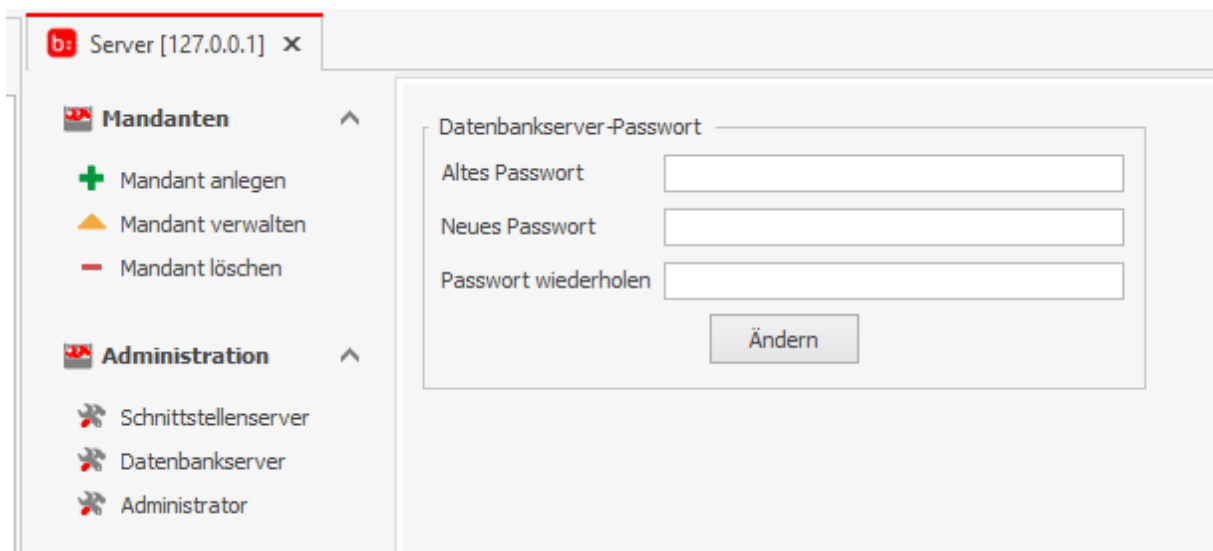 b: Server [127.0.0.1] ×
Mandanten
Mandant anlegen
Mandant verwalten
Mandant löschen
Administration
Schnittstellenserver
Datenbankserver
Administrator
Datenbankserver-Passwort
Altes Passwort
Neues Passwort
Passwort wiederholen
Ändern